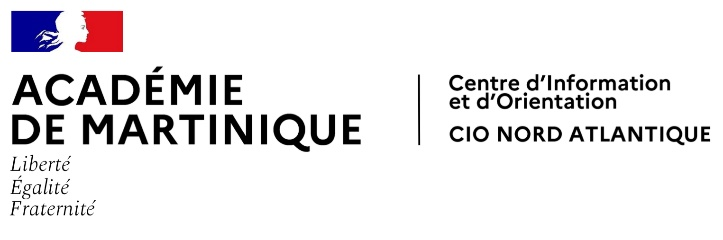 ACADÉMIE
DE MARTINIQUE
Liberté
Égalité
Fraternité
Centre d'Information
et d'Orientation
CIO NORD ATLANTIQUE